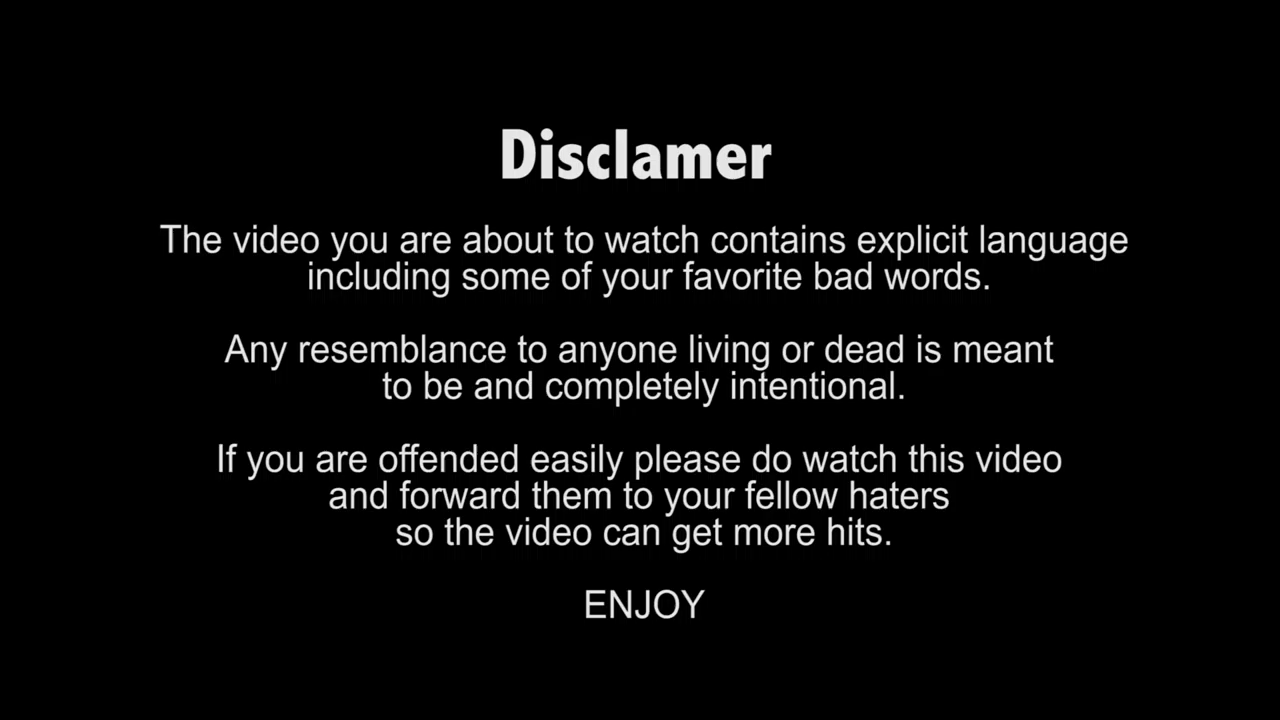 Disclamer
The video you are about to watch contains explicit language
including some of your favorite bad words.
Any resemblance to anyone living or dead is meant
to be and completely intentional.
If you are offended easily please do watch this video
and forward them to your fellow haters
so the video can get more hits.
ENJOY